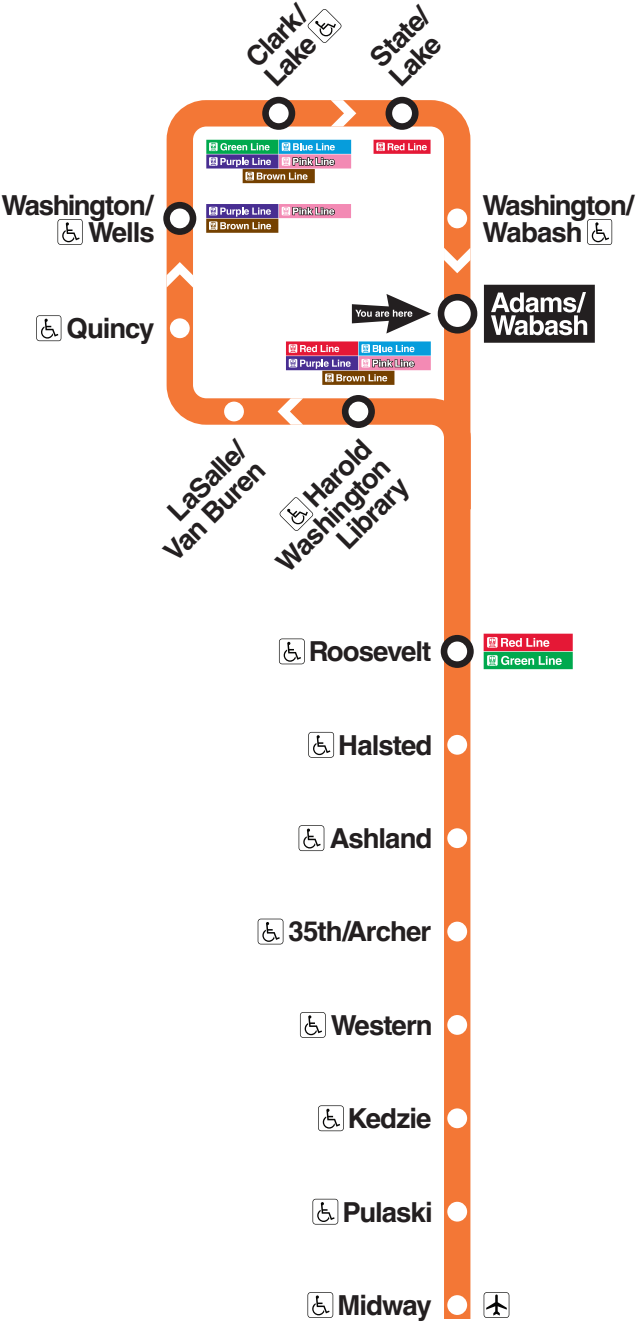 Clark/
Lake
State/
Lake
Green Line
Blue Line
Purple Line
Pink Line
Brown Line
Red Line
Washington/
Wells
Purple Line
Pink Line
Brown Line
Washington/
Wabash
Quincy
You are here
Adams/
Wabash
Red Line
Blue Line
Purple Line
Pink Line
Brown Line
LaSalle/
Van Buren
Harold
Washington
Library
Roosevelt
Red Line
Green Line
Halsted
Ashland
35th/Archer
Western
Kedzie
Pulaski
Midway